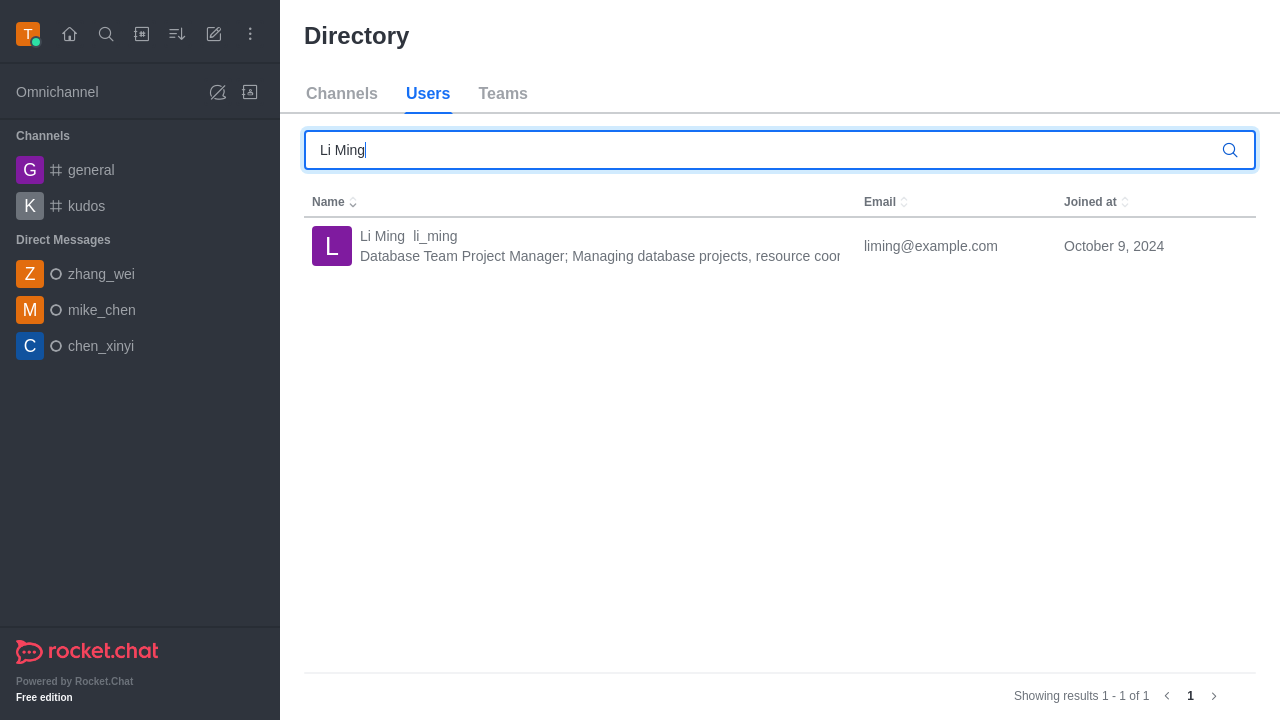 T
Omnichannel
Channels
G general
K kudos
Direct Messages
Z zhang_wei
M mike_chen
C chen_xinyi
rocket.chat
Powered by Rocket.Chat
Free edition
Directory
Channels Users Teams
Li Ming
Name Email Joined at
L
Li Ming li_ming
Database Team Project Manager; Managing database projects, resource coor
liming@example.com
October 9, 2024
Showing results 1 - 1 of 1 1